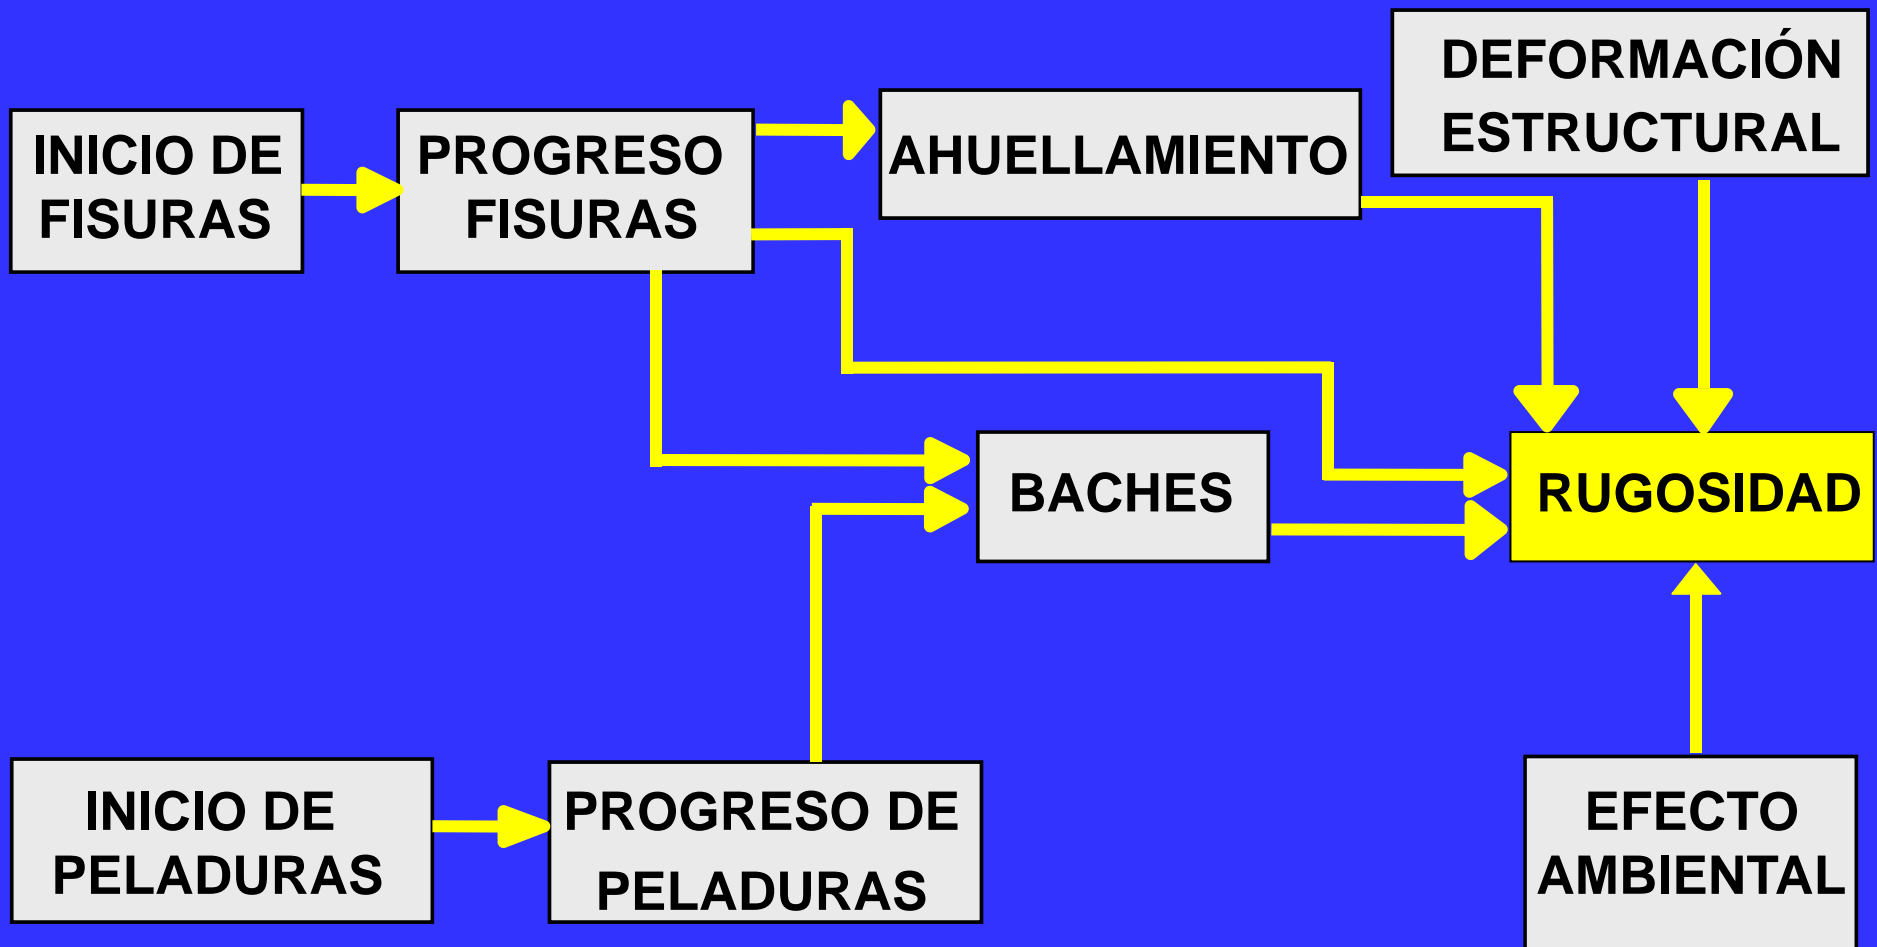 DEFORMACIÓN
ESTRUCTURAL
INICIO DE
FISURAS
PROGRESO
FISURAS
AHUELLAMIENTO
BACHES
RUGOSIDAD
INICIO DE
PELADURAS
PROGRESO DE
PELADURAS
EFECTO
AMBIENTAL